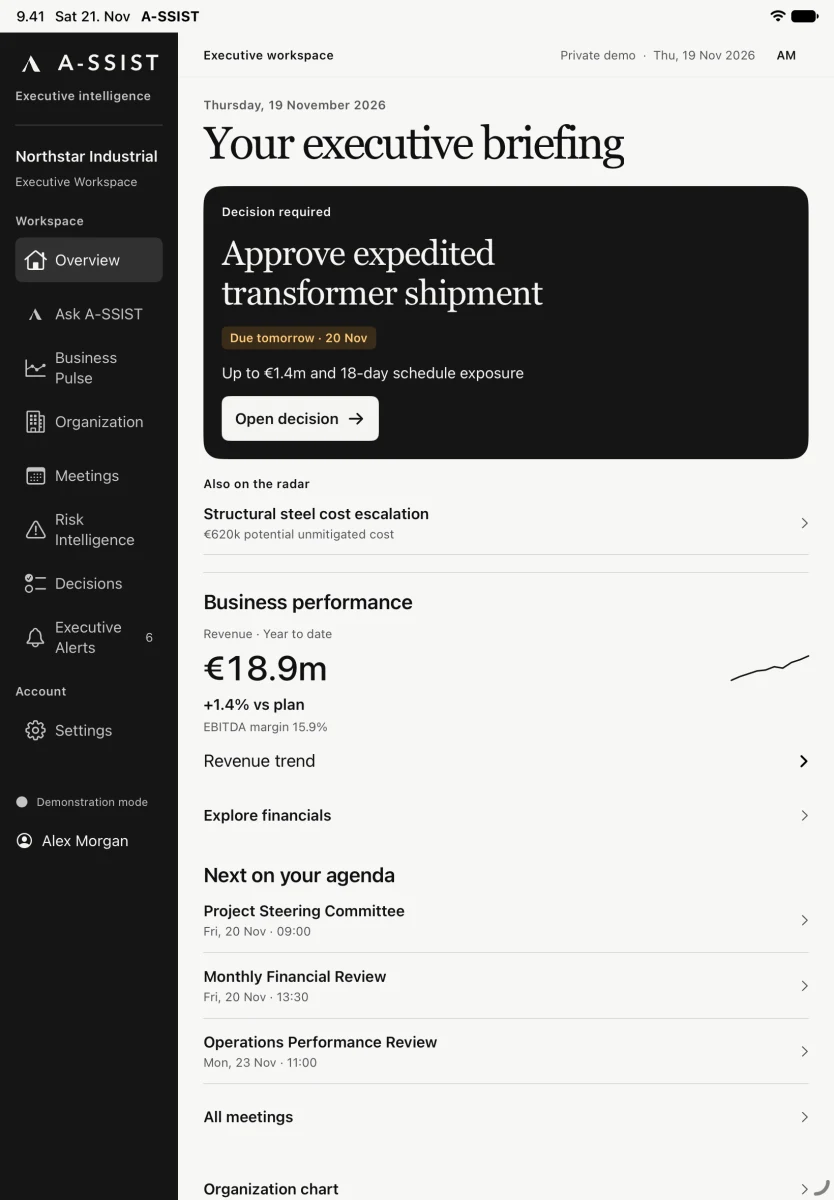 9.41 Sat 21. Nov A-SSIST
A-SSIST
Executive intelligence
Northstar Industrial
Executive Workspace
Workspace
Overview
Ask A-SSIST
Business
Pulse
Organization
Meetings
Risk
Intelligence
Decisions
Executive
Alerts
6
Account
Settings
Demonstration mode
Alex Morgan
Executive workspace
Private demo · Thu, 19 Nov 2026 AM
Thursday, 19 November 2026
Your executive briefing
Decision required
Approve expedited
transformer shipment
Due tomorrow · 20 Nov
Up to €1.4m and 18-day schedule exposure
Open decision
Also on the radar
Structural steel cost escalation
€620k potential unmitigated cost
Business performance
Revenue · Year to date
€18.9m
+1.4% vs plan
EBITDA margin 15.9%
Revenue trend
Explore financials
Next on your agenda
Project Steering Committee
Fri, 20 Nov · 09:00
Monthly Financial Review
Fri, 20 Nov · 13:30
Operations Performance Review
Mon, 23 Nov · 11:00
All meetings
Organization chart